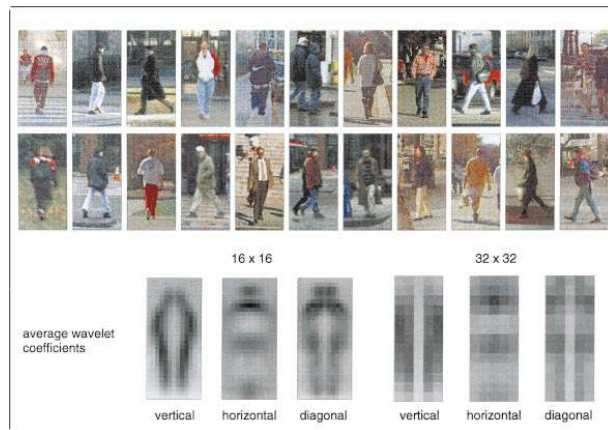 16 x 16
32 x 32
average wavelet
coefficients
vertical
horizontal
diagonal
vertical
horizontal
diagonal